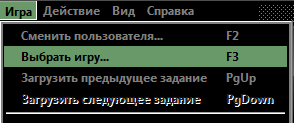 Игра Действие Вид Справка
Сменить пользователя... F2
Выбрать игру... F3
Загрузить предыдущее задание PgUp
Загрузить следующее задание PgDown